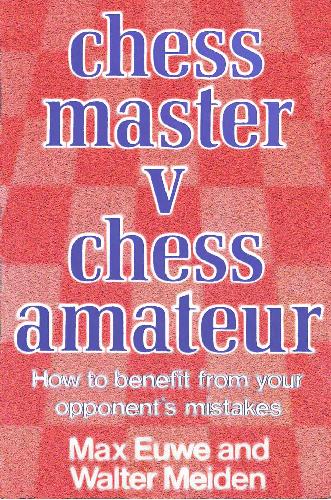 chess
master
v
chess
amateur
How to benefit from your
opponent's mistakes
Max Euwe and
Walter Meiden